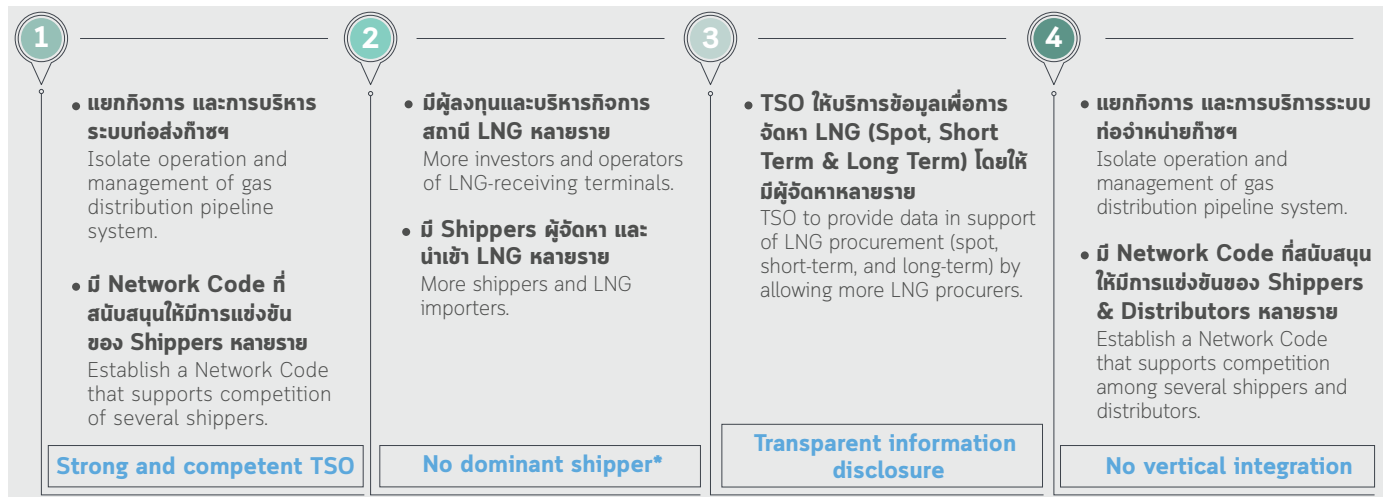 1
• แยกกิจการ และการบริหาร
ระบบท่อส่งก๊าซฯ
Isolate operation and
management of gas
distribution pipeline
system.
• มี Network Code ที่
สนับสนุนให้มีการแข่งขัน
ของ Shippers หลายราย
Establish a Network Code
that supports competition
of several shippers.
Strong and competent TSO
2
• มีผู้ลงทุนและบริหารกิจการ
สถานี LNG หลายราย
More investors and operators
of LNG-receiving terminals.
• มี Shippers ผู้จัดหา และ
นำเข้า LNG หลายราย
More shippers and LNG
importers.
No dominant shipper*
3
• TSO ให้บริการข้อมูลเพื่อการ
จัดหา LNG (Spot, Short
Term & Long Term) โดยให้
มีผู้จัดหาหลายราย
TSO to provide data in support
of LNG procurement (spot,
short-term, and long-term) by
allowing more LNG procurers.
Transparent information
disclosure
4
• แยกกิจการ และการบริการระบบ
ท่อจำหน่ายก๊าซฯ
Isolate operation and
management of gas
distribution pipeline system.
• มี Network Code ที่สนับสนุน
ให้มีการแข่งขันของ Shippers
& Distributors หลายราย
Establish a Network Code
that supports competition
among several shippers and
distributors.
No vertical integration